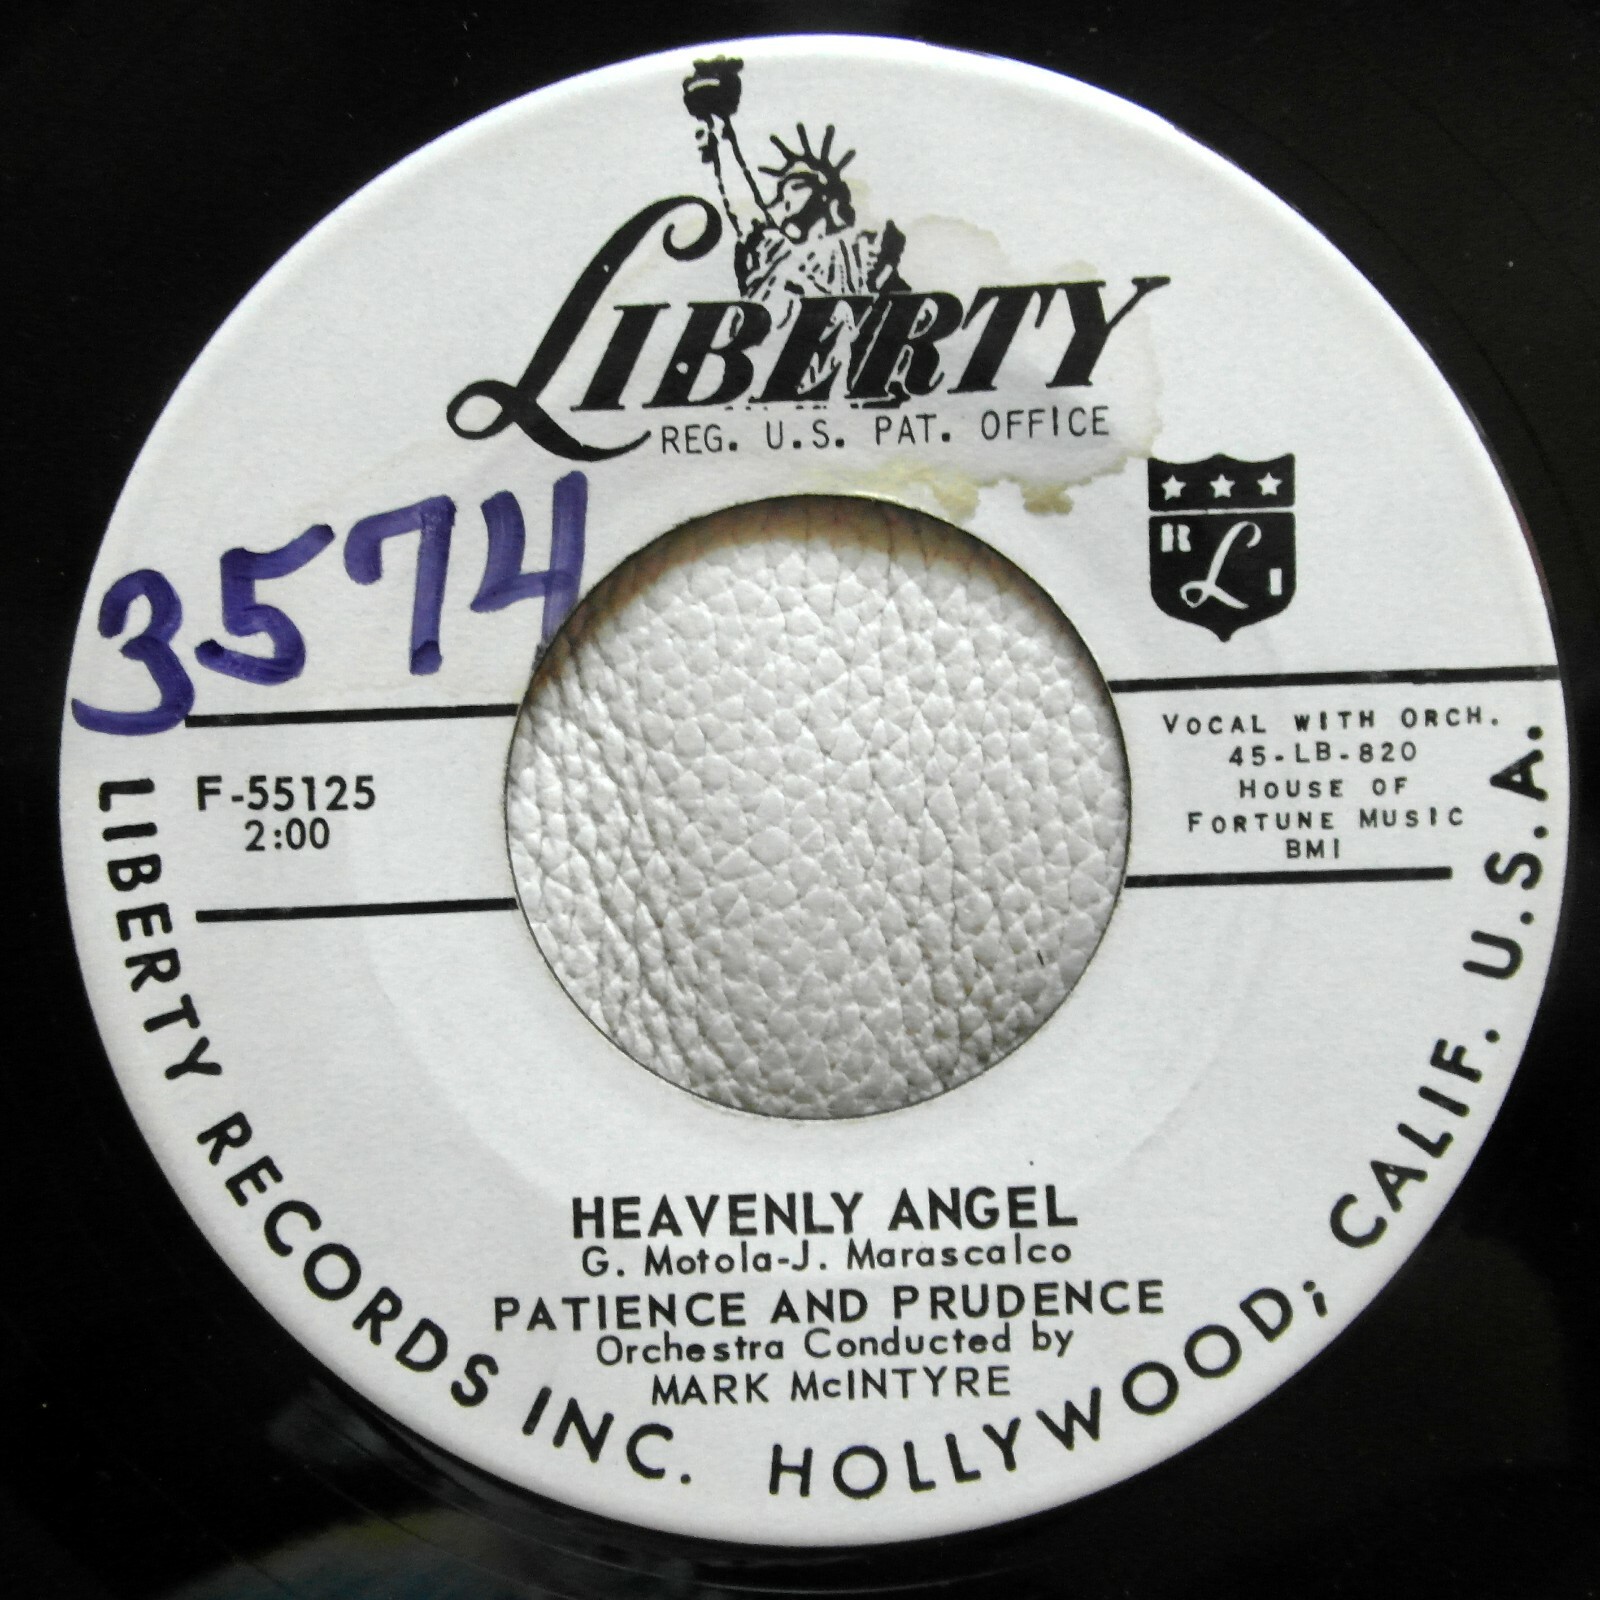 LIBERTY
REG. U.S. PAT. OFFICE
R L I
3574
F-55125
2:00
VOCAL WITH ORCH.
45-LB-820
HOUSE OF
FORTUNE MUSIC
BMI
HEAVENLY ANGEL
G. Motola-J. Marascalco
PATIENCE AND PRUDENCE
Orchestra Conducted by
MARK McINTYRE
LIBERTY RECORDS INC. HOLLYWOOD; CALIF. U.S.A.